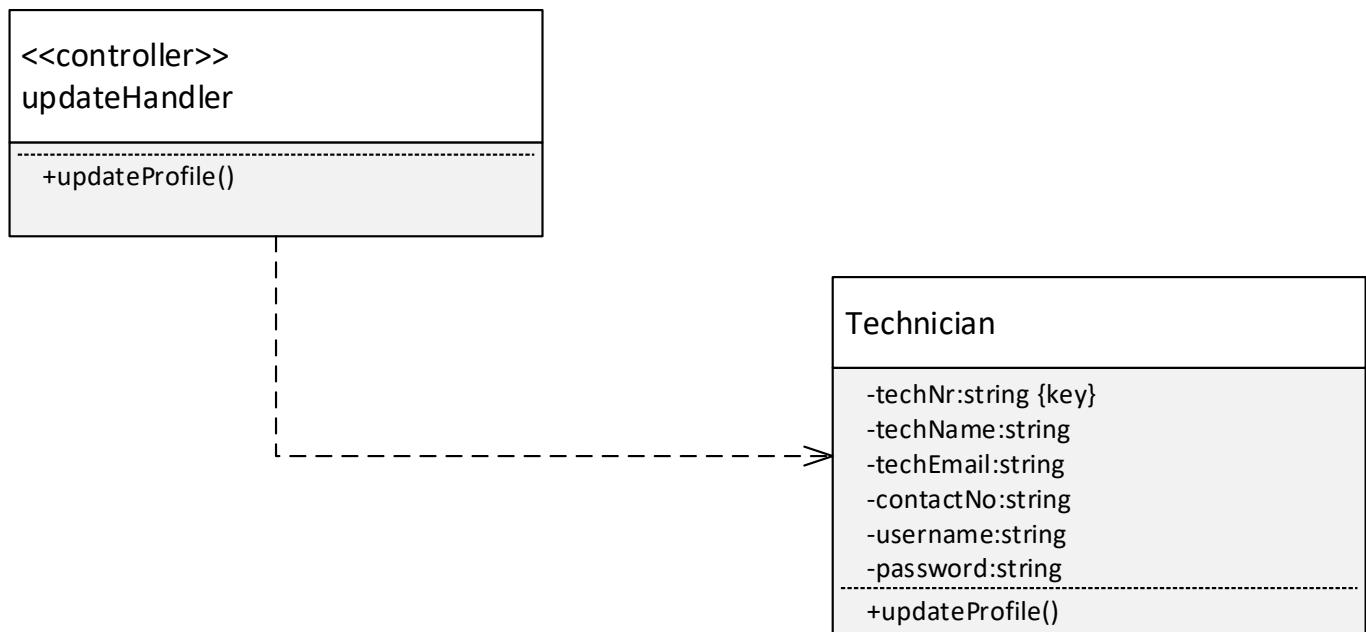 <<controller>>
updateHandler
+updateProfile()
Technician
-techNr:string {key}
-techName:string
-techEmail:string
-contactNo:string
-username:string
-password:string
+updateProfile()